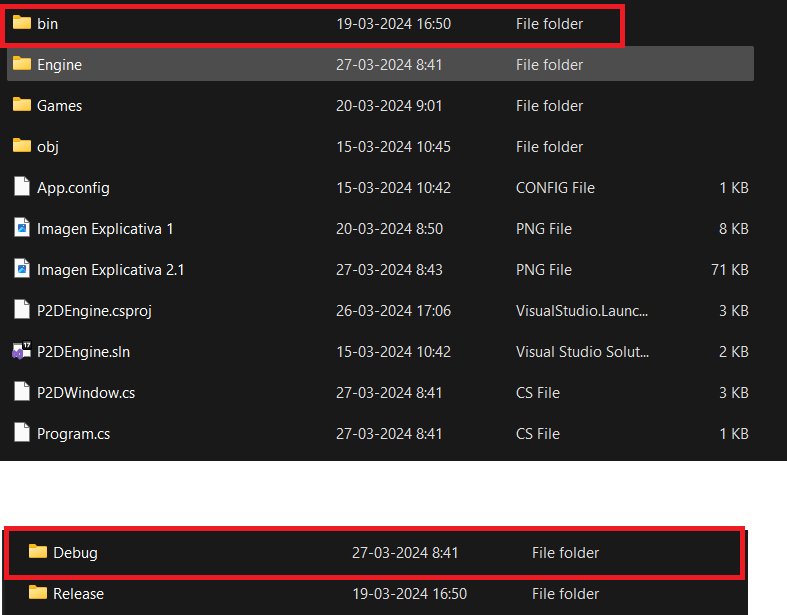 bin 19-03-2024 16:50 File folder
Engine 27-03-2024 8:41 File folder
Games 20-03-2024 9:01 File folder
obj 15-03-2024 10:45 File folder
App.config 15-03-2024 10:42 CONFIG File 1 KB
Imagen Explicativa 1 20-03-2024 8:50 PNG File 8 KB
Imagen Explicativa 2.1 27-03-2024 8:43 PNG File 71 KB
P2DEngine.csproj 26-03-2024 17:06 VisualStudio.Launc... 3 KB
P2DEngine.sln 15-03-2024 10:42 Visual Studio Solut... 2 KB
P2DWindow.cs 27-03-2024 8:41 CS File 3 KB
Program.cs 27-03-2024 8:41 CS File 1 KB
Debug 27-03-2024 8:41 File folder
Release 19-03-2024 16:50 File folder